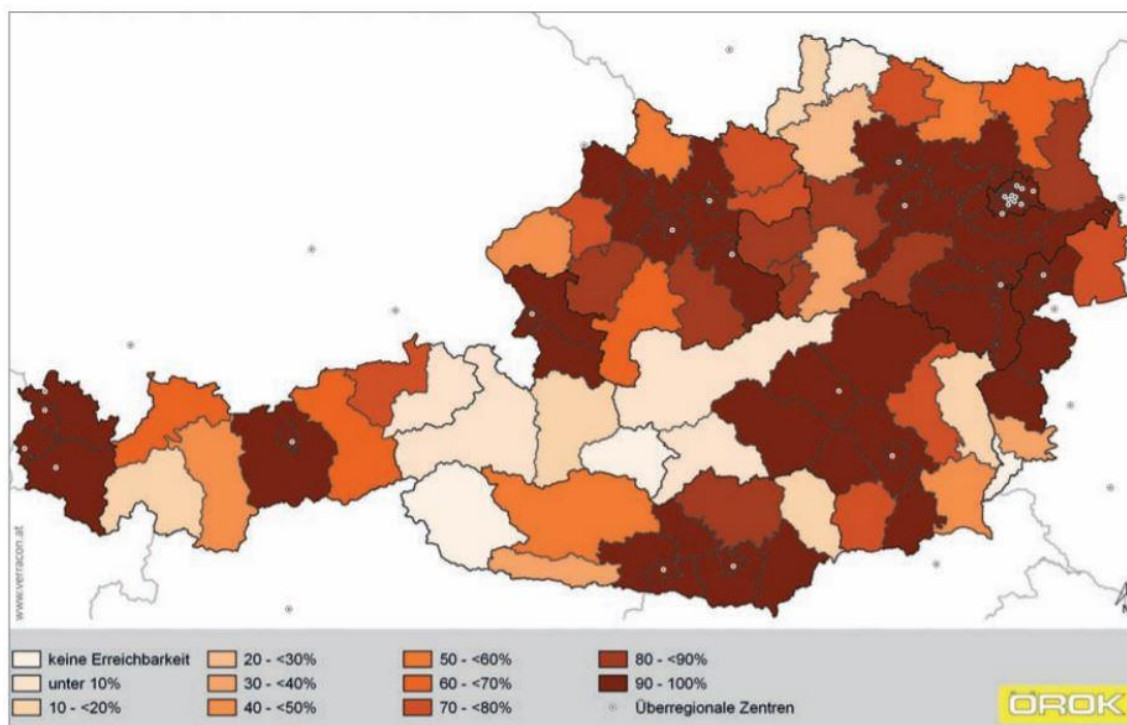 www.verracon.at
N
keine Erreichbarkeit
unter 10%
10 - <20%
20 - <30%
30 - <40%
40 - <50%
50 - <60%
60 - <70%
70 - <80%
80 - <90%
90 - 100%
Überregionale Zentren
OROK